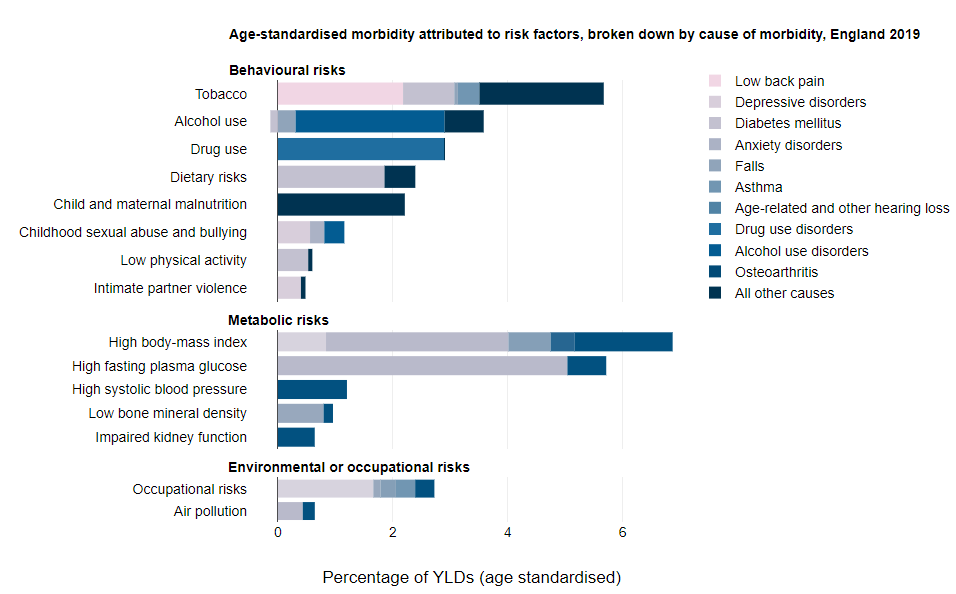 Age-standardised morbidity attributed to risk factors, broken down by cause of morbidity, England 2019
Behavioural risks
Tobacco
Alcohol use
Drug use
Dietary risks
Child and maternal malnutrition
Childhood sexual abuse and bullying
Low physical activity
Intimate partner violence
Metabolic risks
High body-mass index
High fasting plasma glucose
High systolic blood pressure
Low bone mineral density
Impaired kidney function
Environmental or occupational risks
Occupational risks
Air pollution
0 2 4 6
Percentage of YLDs (age standardised)
Low back pain
Depressive disorders
Diabetes mellitus
Anxiety disorders
Falls
Asthma
Age-related and other hearing loss
Drug use disorders
Alcohol use disorders
Osteoarthritis
All other causes